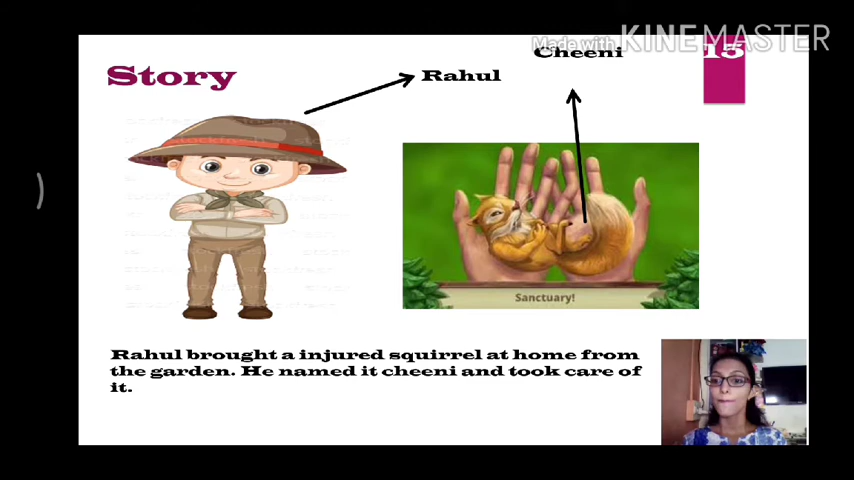 Made with KINEMASTER
Cheeni
15
Story
Rahul
Sanctuary!
Rahul brought a injured squirrel at home from
the garden. He named it cheeni and took care of
it.